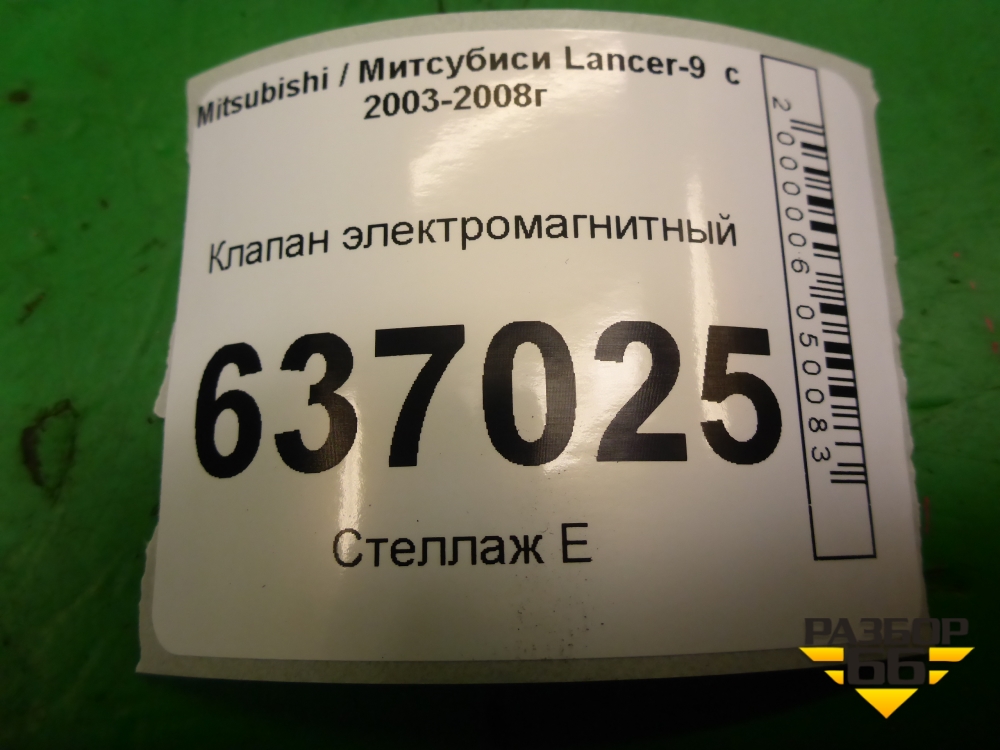 Mitsubishi / Митсубиси Lancer-9 с
2003-2008г
Клапан электромагнитный
637025
Стеллаж Е
2000006050083
РАЗБОР
66